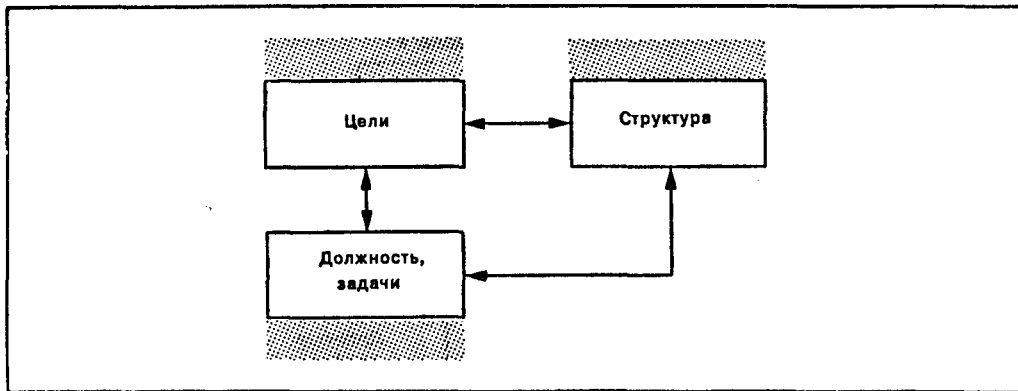 Цели
Структура
Должность,
задачи